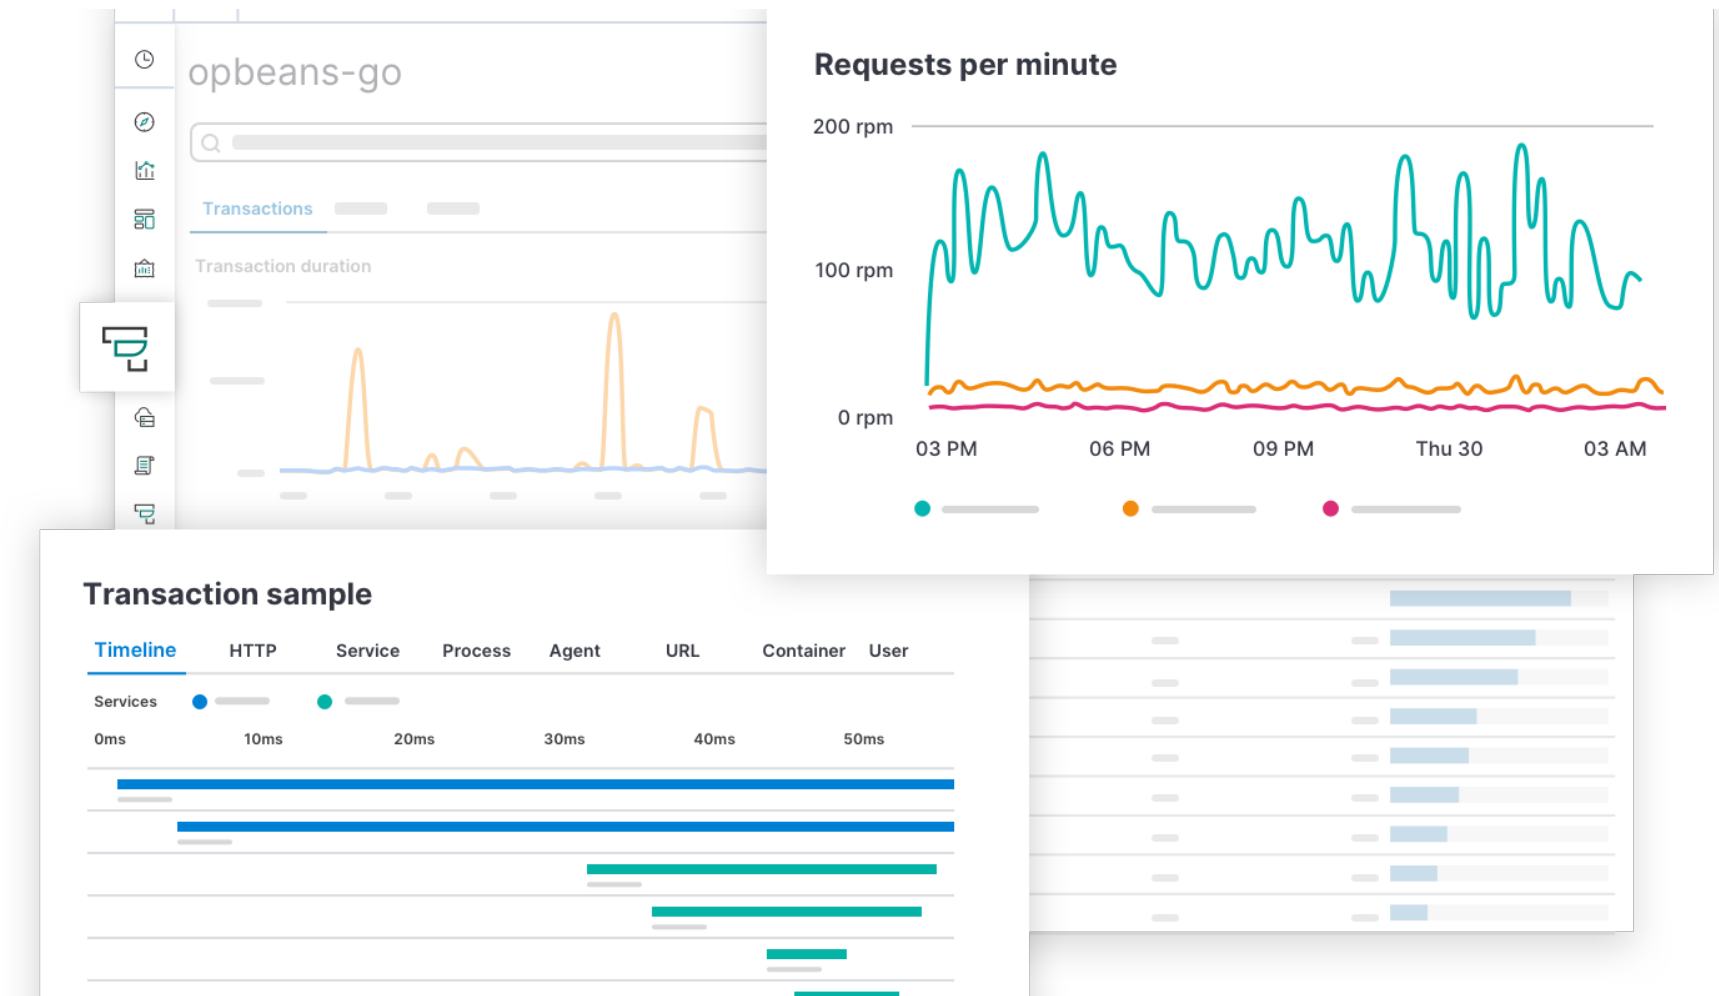 opbeans-go
Transactions
Transaction duration
Requests per minute
200 rpm
100 rpm
0 rpm
03 PM 06 PM 09 PM Thu 30 03 AM
Transaction sample
Timeline HTTP Service Process Agent URL Container User
Services
0ms 10ms 20ms 30ms 40ms 50ms